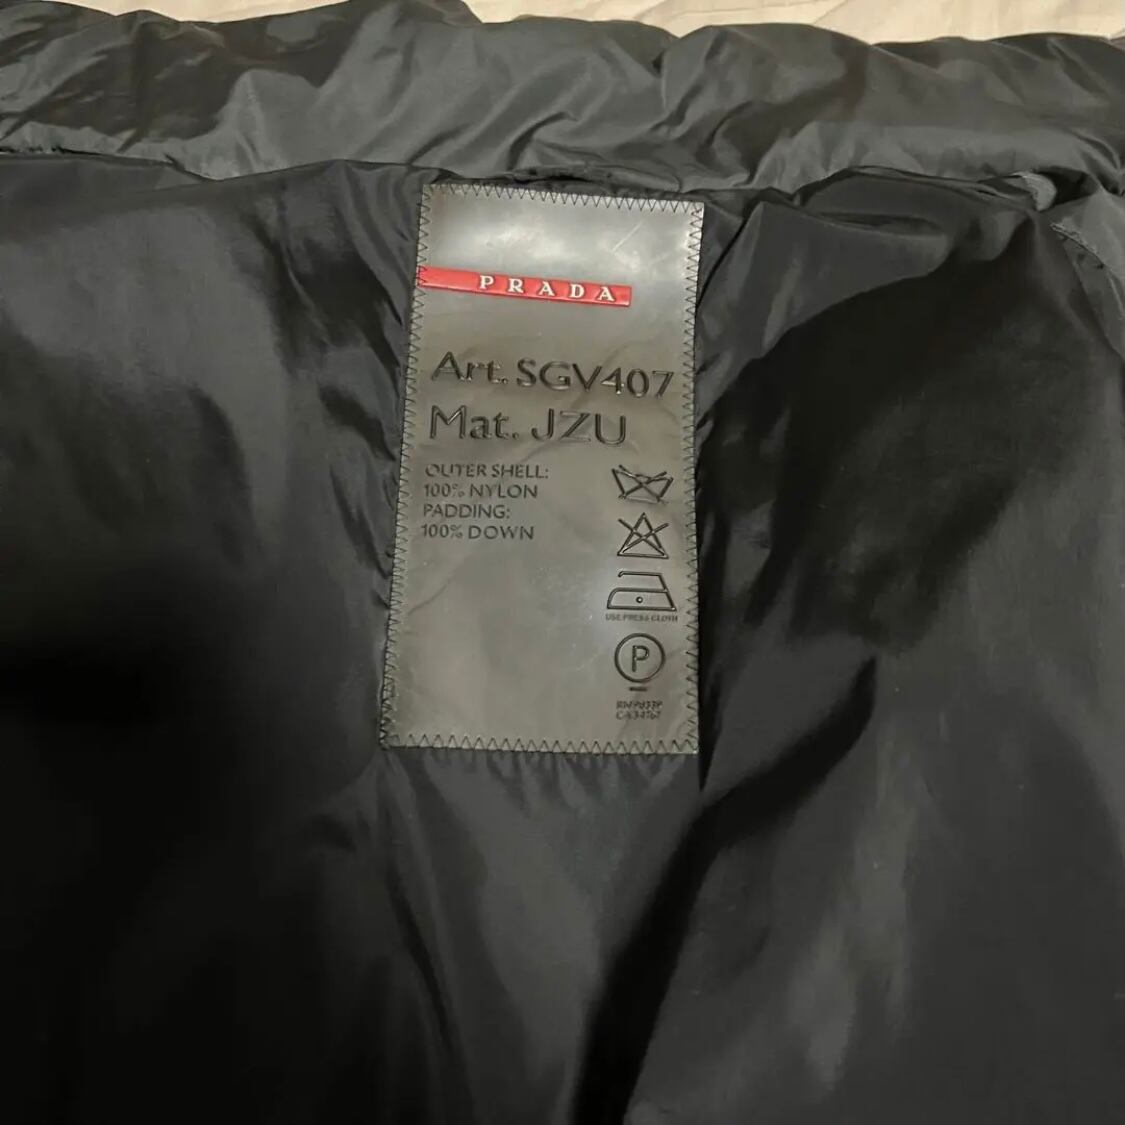 PRADA
Art. SGV407
Mat. JZU
OUTER SHELL:
100% NYLON
PADDING:
100% DOWN
USE PRESS CLOTH
P